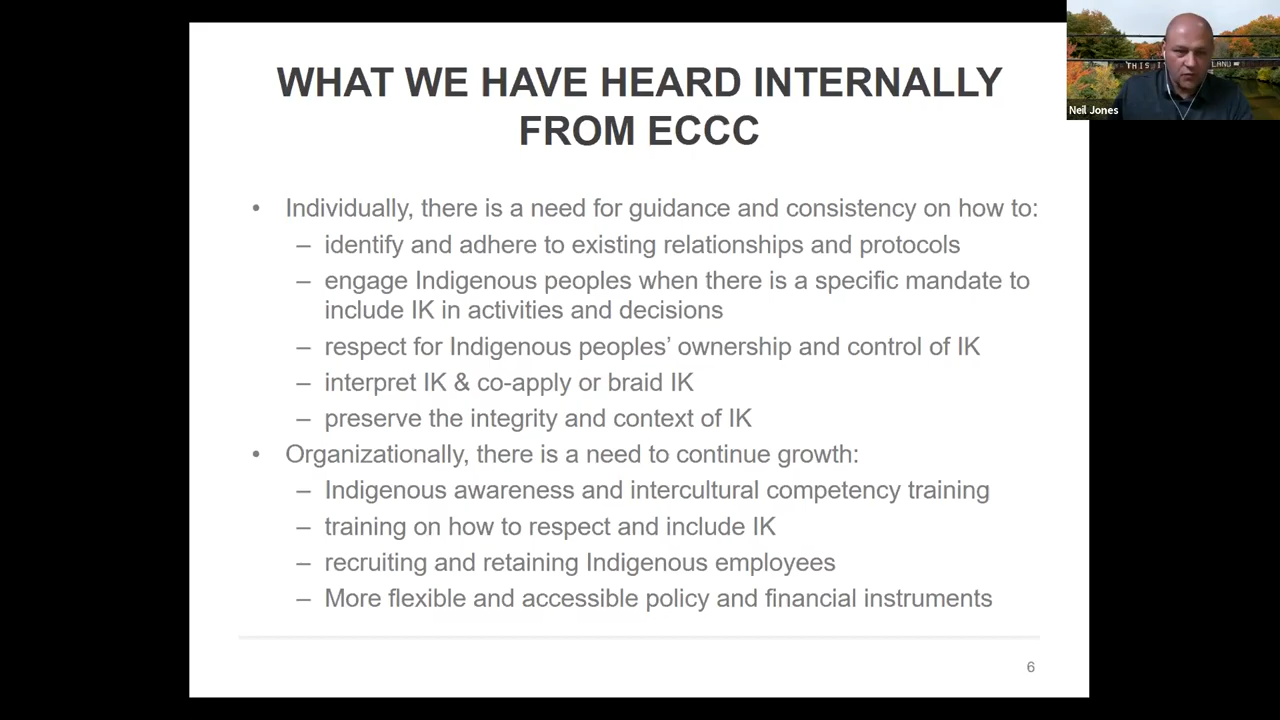 WHAT WE HAVE HEARD INTERNALLY
FROM ECCC
• Individually, there is a need for guidance and consistency on how to:
– identify and adhere to existing relationships and protocols
– engage Indigenous peoples when there is a specific mandate to
include IK in activities and decisions
– respect for Indigenous peoples’ ownership and control of IK
– interpret IK & co-apply or braid IK
– preserve the integrity and context of IK
• Organizationally, there is a need to continue growth:
– Indigenous awareness and intercultural competency training
– training on how to respect and include IK
– recruiting and retaining Indigenous employees
– More flexible and accessible policy and financial instruments
6
THIS I LAND
Neil Jones